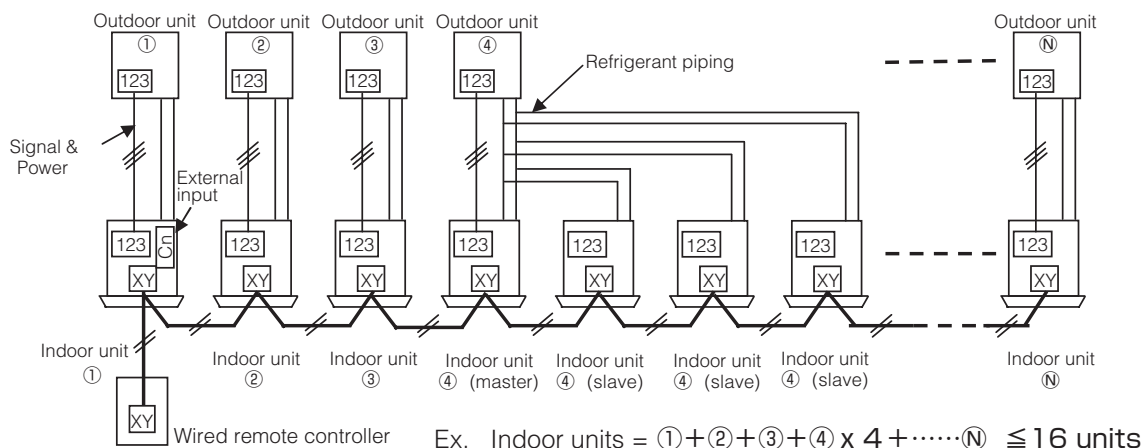 Outdoor unit Outdoor unit Outdoor unit Outdoor unit Outdoor unit
① ② ③ ④ Ⓝ
Refrigerant piping
123 123 123 123 123
Signal &
Power
External
input
Cn
123 123 123 123 123 123 123 123
XY XY XY XY XY XY XY XY
Indoor unit
①
Indoor unit
②
Indoor unit
③
Indoor unit
④ (master)
Indoor unit
④ (slave)
Indoor unit
④ (slave)
Indoor unit
④ (slave)
Indoor unit
Ⓝ
XY
Wired remote controller
Ex. Indoor units = ①+②+③+④ x 4 +……Ⓝ ≦16 units